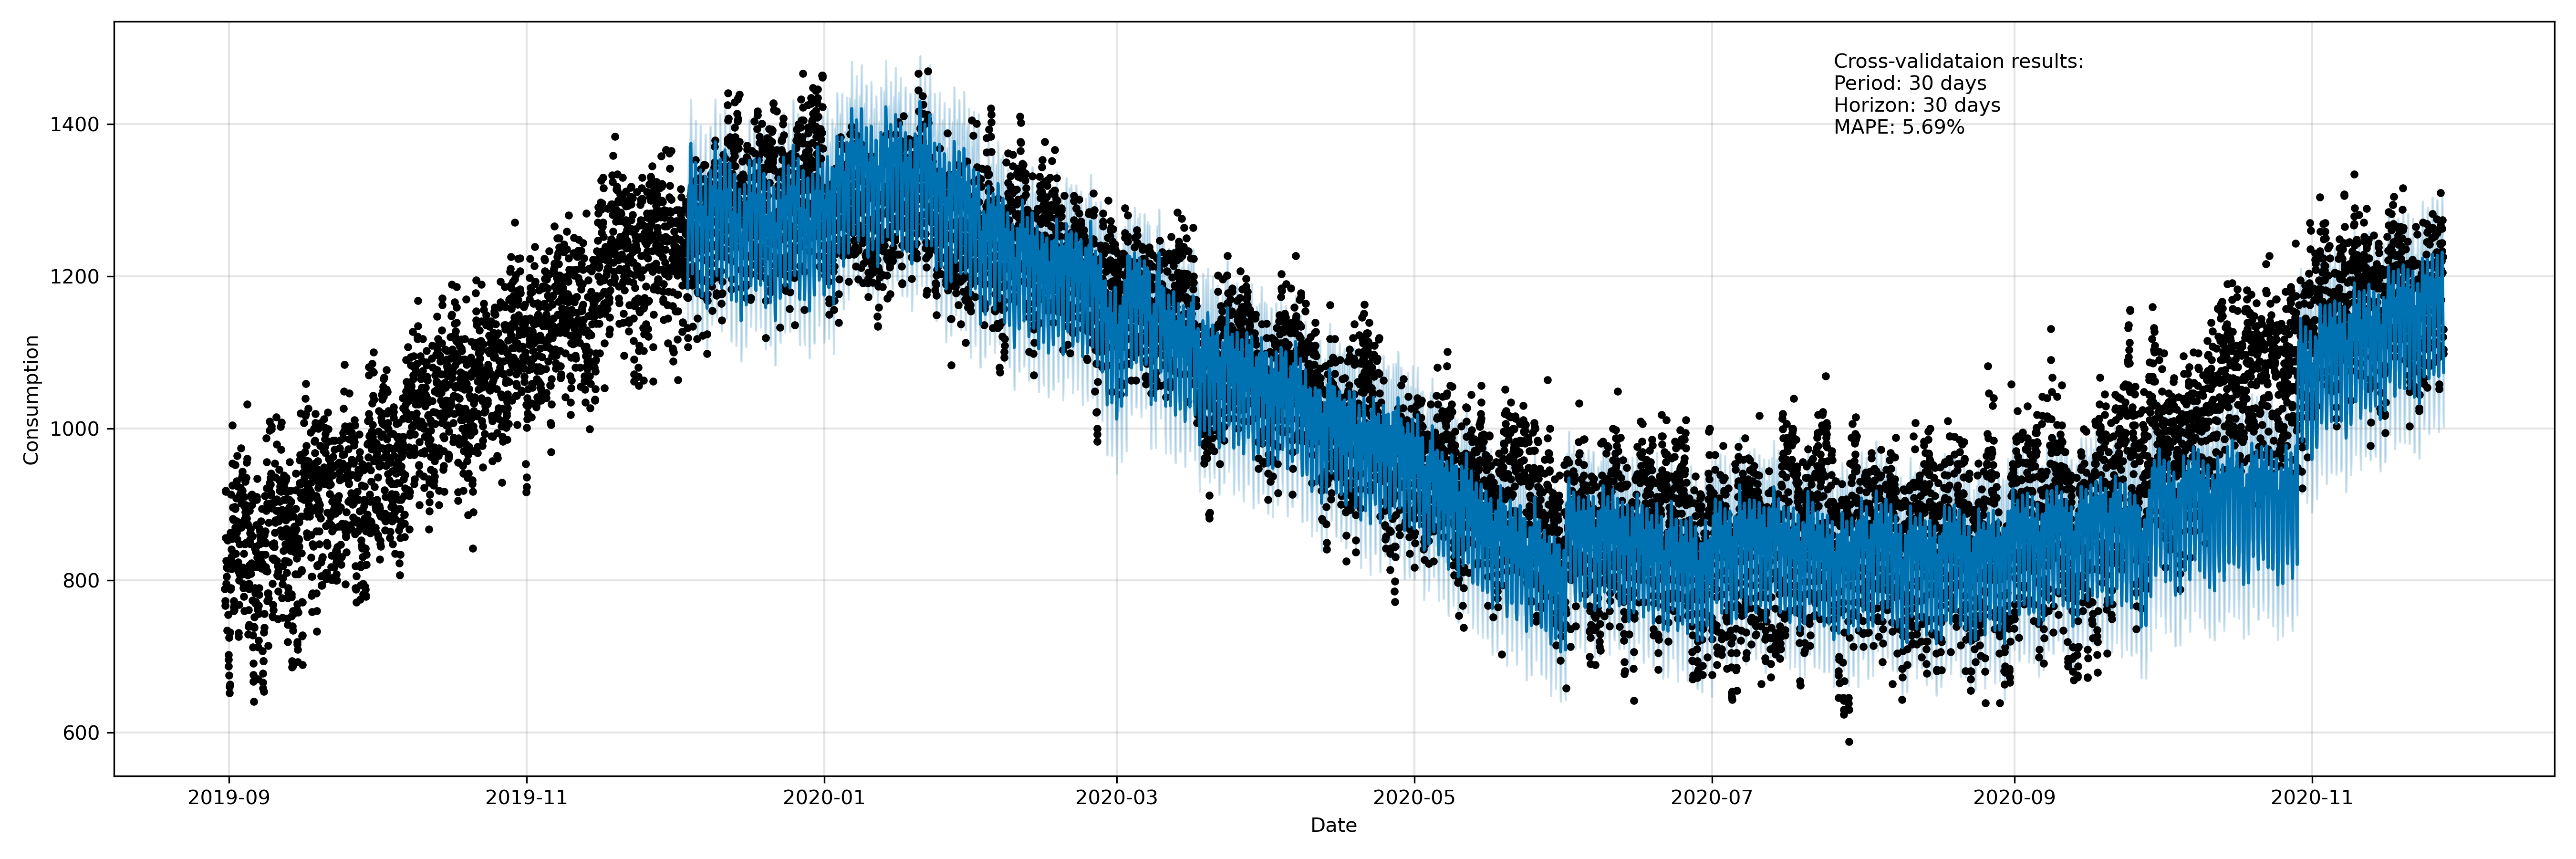 Cross-validataion results:
Period: 30 days
Horizon: 30 days
MAPE: 5.69%
1400
1200
1000
800
600
Consumption
2019-09 2019-11 2020-01 2020-03 2020-05 2020-07 2020-09 2020-11
Date